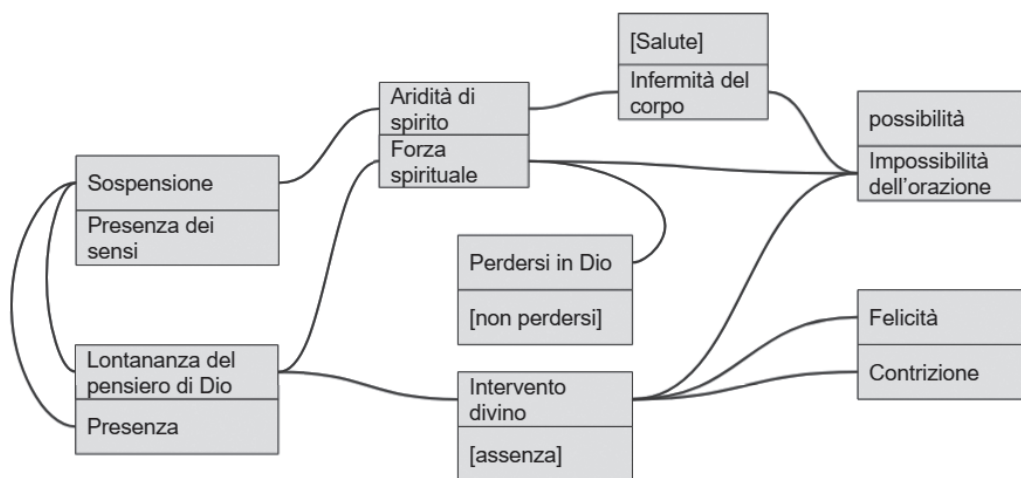 Sospensione
Presenza dei
sensi
Lontananza del
pensiero di Dio
Presenza
Aridità di
spirito
Forza
spirituale
[Salute]
Infermità del
corpo
Perdersi in Dio
[non perdersi]
Intervento
divino
[assenza]
possibilità
Impossibilità
dell’orazione
Felicità
Contrizione